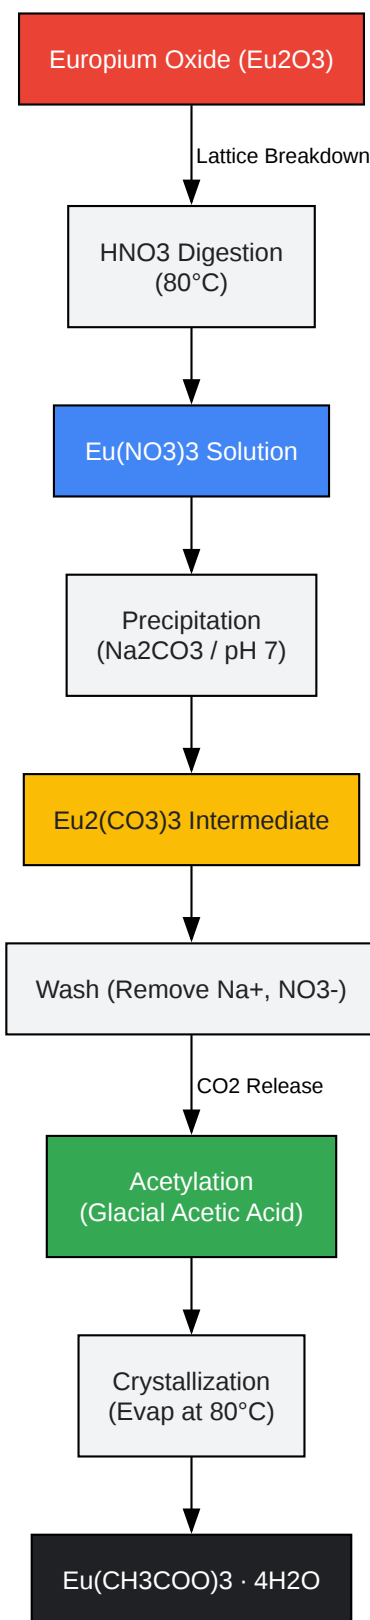 Europium Oxide (Eu2O3)
Lattice Breakdown
HNO3 Digestion
(80°C)
Eu(NO3)3 Solution
Precipitation
(Na2CO3 / pH 7)
Eu2(CO3)3 Intermediate
Wash (Remove Na+, NO3-)
CO2 Release
Acetylation
(Glacial Acetic Acid)
Crystallization
(Evap at 80°C)
Eu(CH3COO)3 · 4H2O